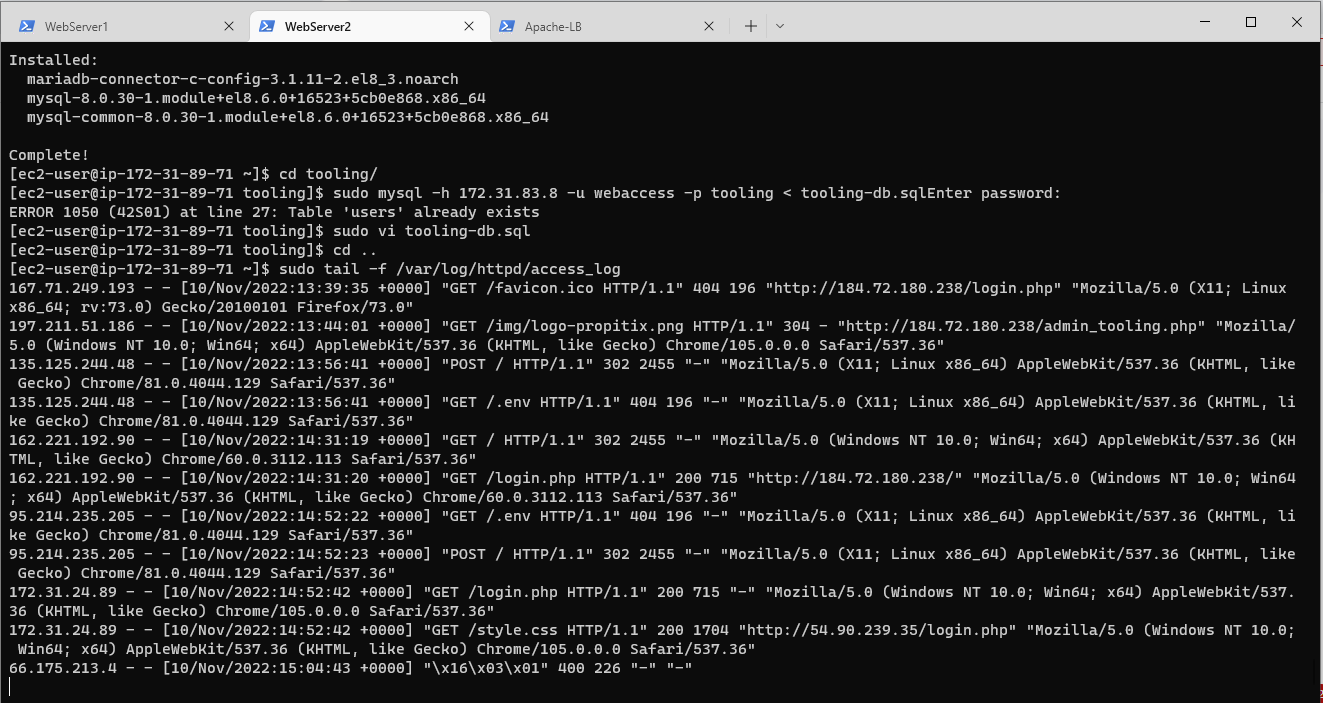 WebServer1
WebServer2
Apache-LB
Installed:
  mariadb-connector-c-config-3.1.11-2.el8_3.noarch
  mysql-8.0.30-1.module+el8.6.0+16523+5cb0e868.x86_64
  mysql-common-8.0.30-1.module+el8.6.0+16523+5cb0e868.x86_64
Complete!
[ec2-user@ip-172-31-89-71 ~]$ cd tooling/
[ec2-user@ip-172-31-89-71 tooling]$ sudo mysql -h 172.31.83.8 -u webaccess -p tooling < tooling-db.sqlEnter password:
ERROR 1050 (42S01) at line 27: Table 'users' already exists
[ec2-user@ip-172-31-89-71 tooling]$ sudo vi tooling-db.sql
[ec2-user@ip-172-31-89-71 tooling]$ cd ..
[ec2-user@ip-172-31-89-71 ~]$ sudo tail -f /var/log/httpd/access_log
167.71.249.193 - - [10/Nov/2022:13:39:35 +0000] "GET /favicon.ico HTTP/1.1" 404 196 "http://184.72.180.238/login.php" "Mozilla/5.0 (X11; Linux
x86_64; rv:73.0) Gecko/20100101 Firefox/73.0"
197.211.51.186 - - [10/Nov/2022:13:44:01 +0000] "GET /img/logo-propitix.png HTTP/1.1" 304 - "http://184.72.180.238/admin_tooling.php" "Mozilla/
5.0 (Windows NT 10.0; Win64; x64) AppleWebKit/537.36 (KHTML, like Gecko) Chrome/105.0.0.0 Safari/537.36"
135.125.244.48 - - [10/Nov/2022:13:56:41 +0000] "POST / HTTP/1.1" 302 2455 "-" "Mozilla/5.0 (X11; Linux x86_64) AppleWebKit/537.36 (KHTML, like
 Gecko) Chrome/81.0.4044.129 Safari/537.36"
135.125.244.48 - - [10/Nov/2022:13:56:41 +0000] "GET /.env HTTP/1.1" 404 196 "-" "Mozilla/5.0 (X11; Linux x86_64) AppleWebKit/537.36 (KHTML, li
ke Gecko) Chrome/81.0.4044.129 Safari/537.36"
162.221.192.90 - - [10/Nov/2022:14:31:19 +0000] "GET / HTTP/1.1" 302 2455 "-" "Mozilla/5.0 (Windows NT 10.0; Win64; x64) AppleWebKit/537.36 (KH
TML, like Gecko) Chrome/60.0.3112.113 Safari/537.36"
162.221.192.90 - - [10/Nov/2022:14:31:20 +0000] "GET /login.php HTTP/1.1" 200 715 "http://184.72.180.238/" "Mozilla/5.0 (Windows NT 10.0; Win64
; x64) AppleWebKit/537.36 (KHTML, like Gecko) Chrome/60.0.3112.113 Safari/537.36"
95.214.235.205 - - [10/Nov/2022:14:52:22 +0000] "GET /.env HTTP/1.1" 404 196 "-" "Mozilla/5.0 (X11; Linux x86_64) AppleWebKit/537.36 (KHTML, li
ke Gecko) Chrome/81.0.4044.129 Safari/537.36"
95.214.235.205 - - [10/Nov/2022:14:52:23 +0000] "POST / HTTP/1.1" 302 2455 "-" "Mozilla/5.0 (X11; Linux x86_64) AppleWebKit/537.36 (KHTML, like
 Gecko) Chrome/81.0.4044.129 Safari/537.36"
172.31.24.89 - - [10/Nov/2022:14:52:42 +0000] "GET /login.php HTTP/1.1" 200 715 "-" "Mozilla/5.0 (Windows NT 10.0; Win64; x64) AppleWebKit/537.
36 (KHTML, like Gecko) Chrome/105.0.0.0 Safari/537.36"
172.31.24.89 - - [10/Nov/2022:14:52:42 +0000] "GET /style.css HTTP/1.1" 200 1704 "http://54.90.239.35/login.php" "Mozilla/5.0 (Windows NT 10.0;
 Win64; x64) AppleWebKit/537.36 (KHTML, like Gecko) Chrome/105.0.0.0 Safari/537.36"
66.175.213.4 - - [10/Nov/2022:15:04:43 +0000] "\x16\x03\x01" 400 226 "-" "-"